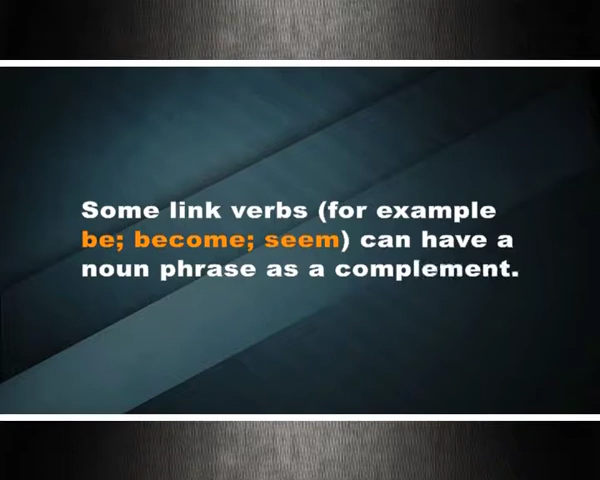 Some link verbs (for example
be; become; seem) can have a
noun phrase as a complement.